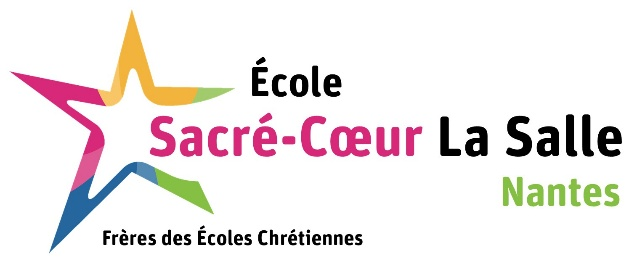 École
Sacré-Cœur La Salle
Nantes
Frères des Écoles Chrétiennes